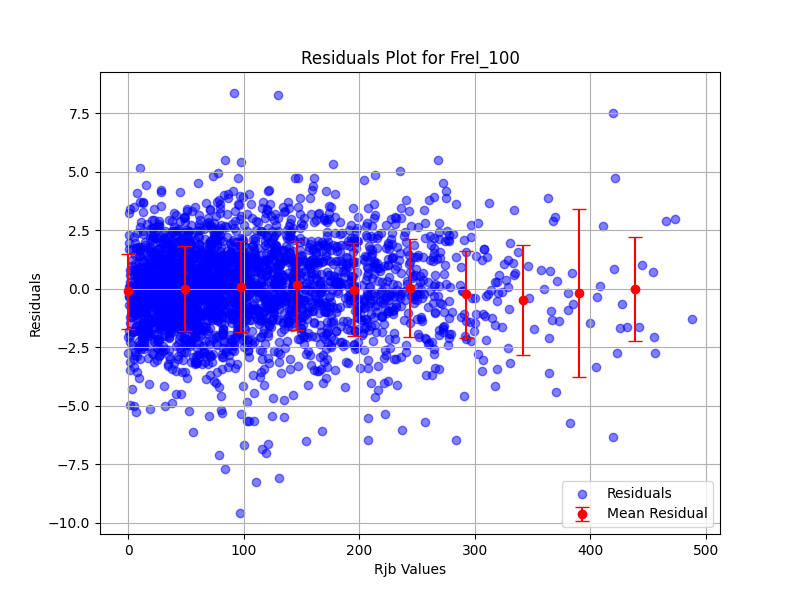 Residuals Plot for FreI_100
Residuals
7.5
5.0
2.5
0.0
−2.5
−5.0
−7.5
−10.0
0
100
200
300
400
500
Rjb Values
Residuals
Mean Residual